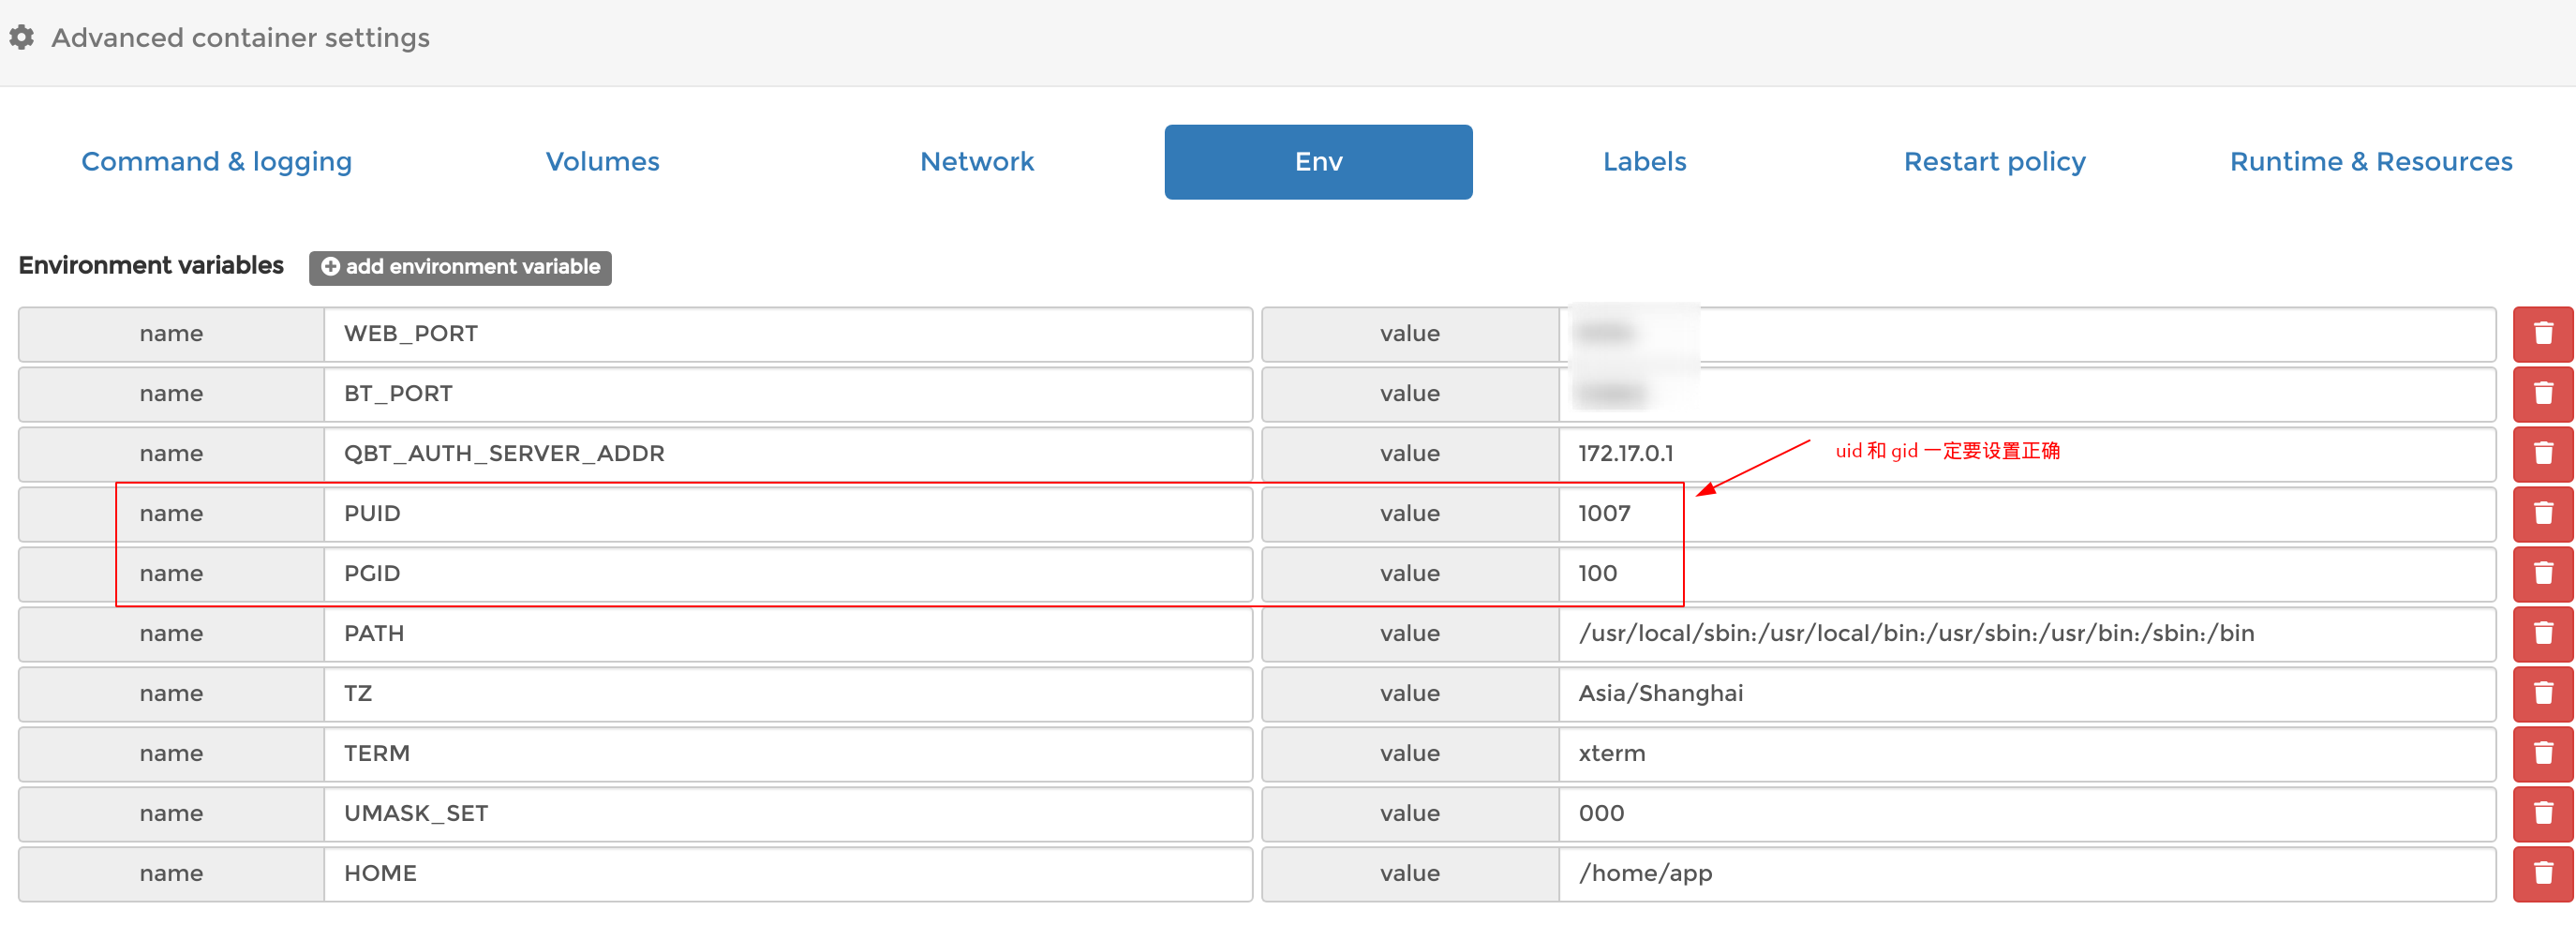 Advanced container settings
Command & logging Volumes Network Env Labels Restart policy Runtime & Resources
Environment variables add environment variable
name WEB_PORT value
name BT_PORT value
name QBT_AUTH_SERVER_ADDR value 172.17.0.1
uid 和 gid 一定要设置正确
name PUID value 1007
name PGID value 100
name PATH value /usr/local/sbin:/usr/local/bin:/usr/sbin:/usr/bin:/sbin:/bin
name TZ value Asia/Shanghai
name TERM value xterm
name UMASK_SET value 000
name HOME value /home/app